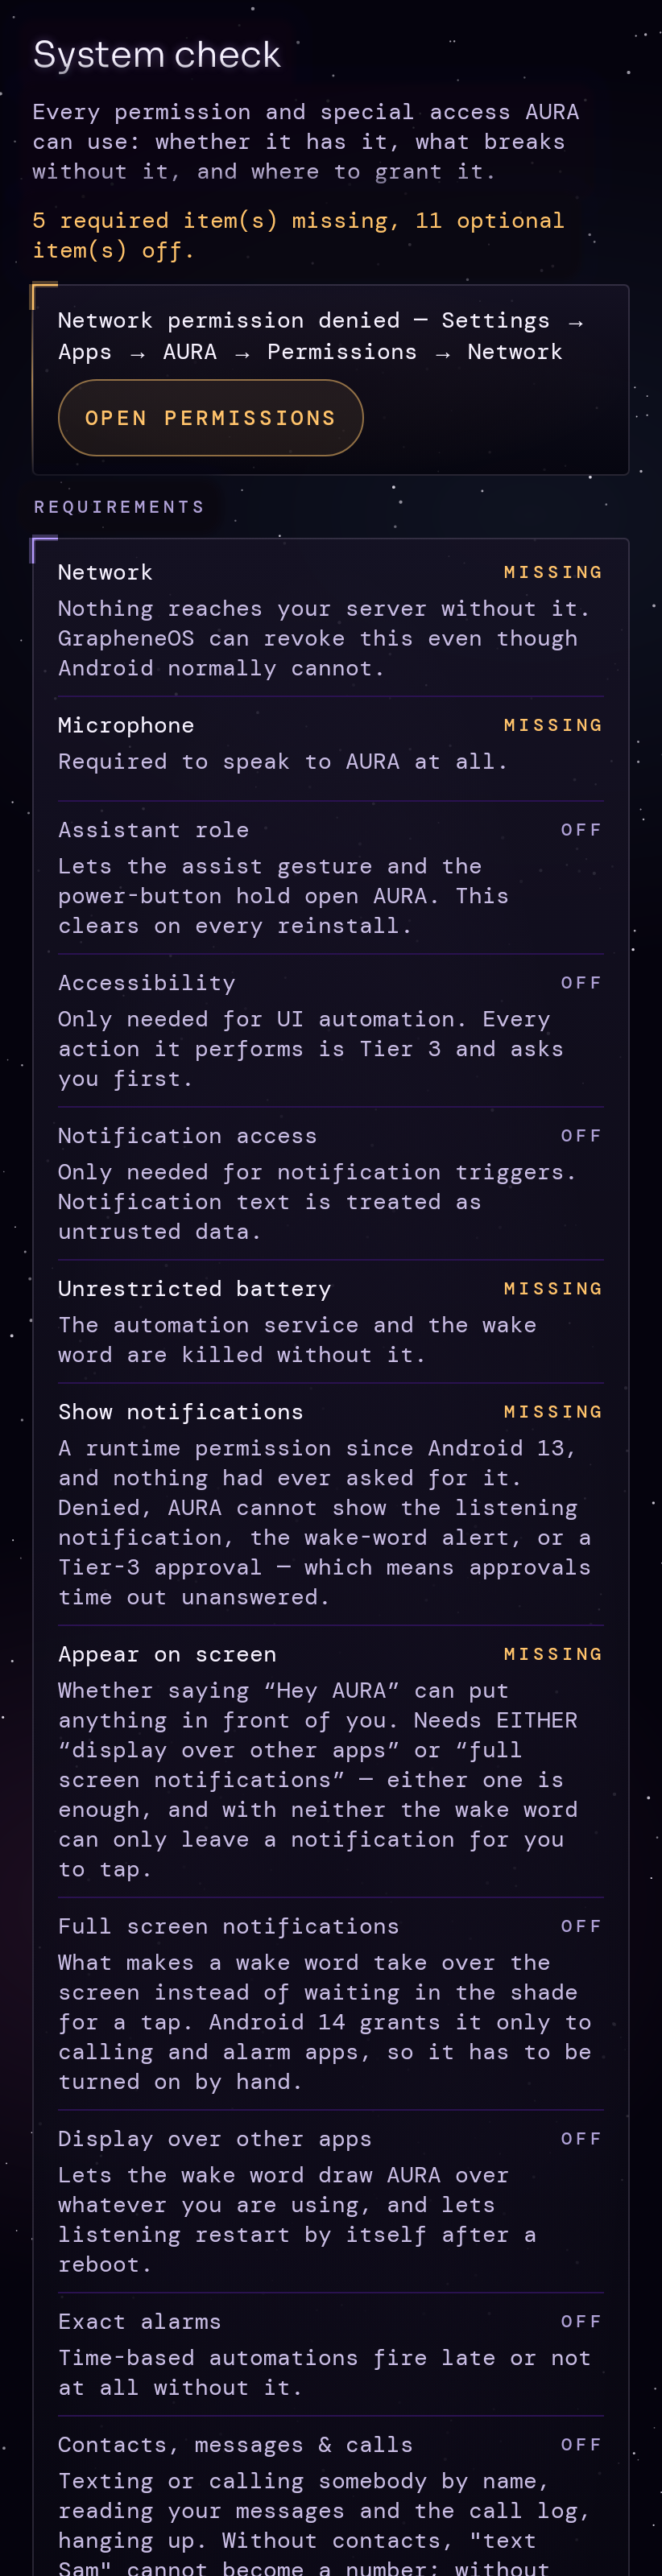 System check
Every permission and special access AURA
can use: whether it has it, what breaks
without it, and where to grant it.
5 required item(s) missing, 11 optional
item(s) off.
Network permission denied — Settings →
Apps → AURA → Permissions → Network
OPEN PERMISSIONS
REQUIREMENTS
Network MISSING
Nothing reaches your server without it.
GrapheneOS can revoke this even though
Android normally cannot.
Microphone MISSING
Required to speak to AURA at all.
Assistant role OFF
Lets the assist gesture and the
power-button hold open AURA. This
clears on every reinstall.
Accessibility OFF
Only needed for UI automation. Every
action it performs is Tier 3 and asks
you first.
Notification access OFF
Only needed for notification triggers.
Notification text is treated as
untrusted data.
Unrestricted battery MISSING
The automation service and the wake
word are killed without it.
Show notifications MISSING
A runtime permission since Android 13,
and nothing had ever asked for it.
Denied, AURA cannot show the listening
notification, the wake-word alert, or a
Tier-3 approval — which means approvals
time out unanswered.
Appear on screen MISSING
Whether saying “Hey AURA” can put
anything in front of you. Needs EITHER
“display over other apps” or “full
screen notifications” — either one is
enough, and with neither the wake word
can only leave a notification for you
to tap.
Full screen notifications OFF
What makes a wake word take over the
screen instead of waiting in the shade
for a tap. Android 14 grants it only to
calling and alarm apps, so it has to be
turned on by hand.
Display over other apps OFF
Lets the wake word draw AURA over
whatever you are using, and lets
listening restart by itself after a
reboot.
Exact alarms OFF
Time-based automations fire late or not
at all without it.
Contacts, messages & calls OFF
Texting or calling somebody by name,
reading your messages and the call log,
hanging up. Without contacts, "text
Sam" cannot become a number; without